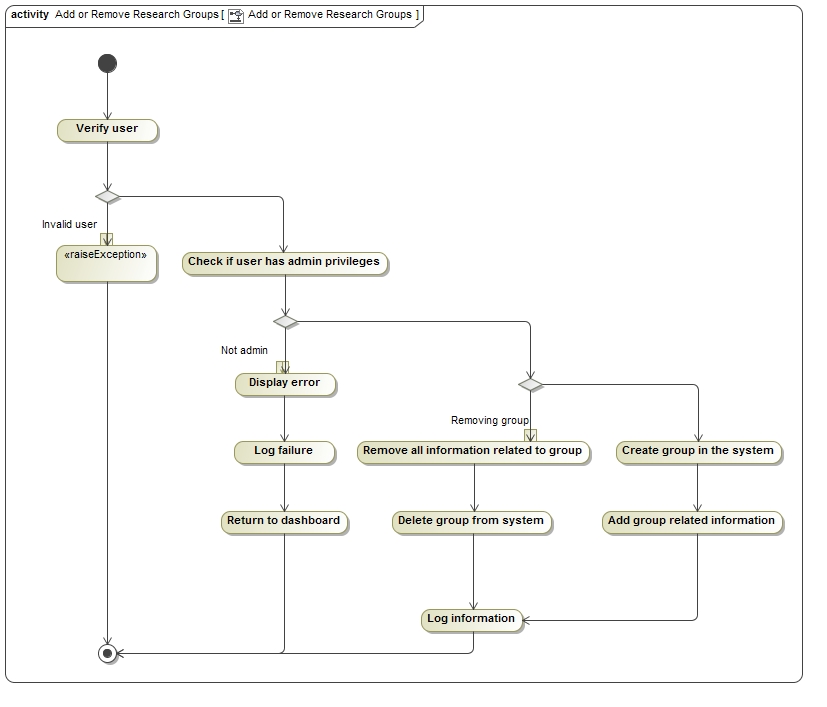 activity Add or Remove Research Groups [ Add or Remove Research Groups ]
Verify user
Invalid user
«raiseException»
Check if user has admin privileges
Not admin
Display error
Removing group
Log failure
Remove all information related to group
Create group in the system
Return to dashboard
Delete group from system
Add group related information
Log information